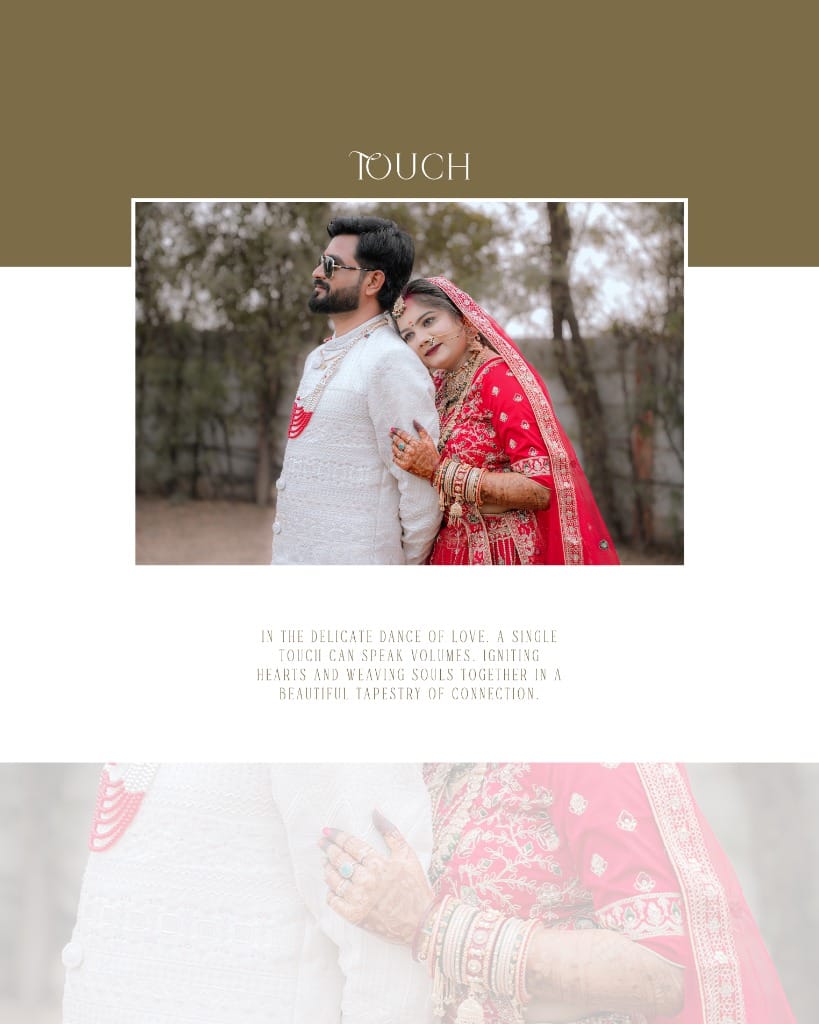 TOUCH
IN THE DELICATE DANCE OF LOVE, A SINGLE
TOUCH CAN SPEAK VOLUMES, IGNITING
HEARTS AND WEAVING SOULS TOGETHER IN A
BEAUTIFUL TAPESTRY OF CONNECTION.